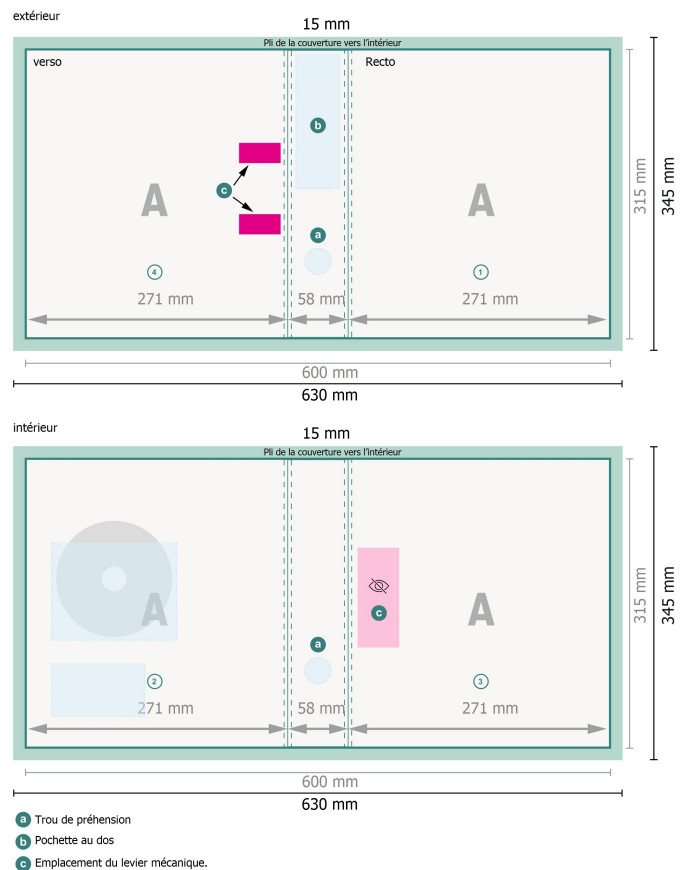 extérieur
15 mm
Pli de la couverture vers l'intérieur
verso
Recto
b
c
A
a
A
315 mm
345 mm
4
1
271 mm
58 mm
271 mm
600 mm
630 mm
intérieur
15 mm
Pli de la couverture vers l'intérieur
A
c
A
a
315 mm
345 mm
2
3
271 mm
58 mm
271 mm
600 mm
630 mm
a Trou de préhension
b Pochette au dos
c Emplacement du levier mécanique.